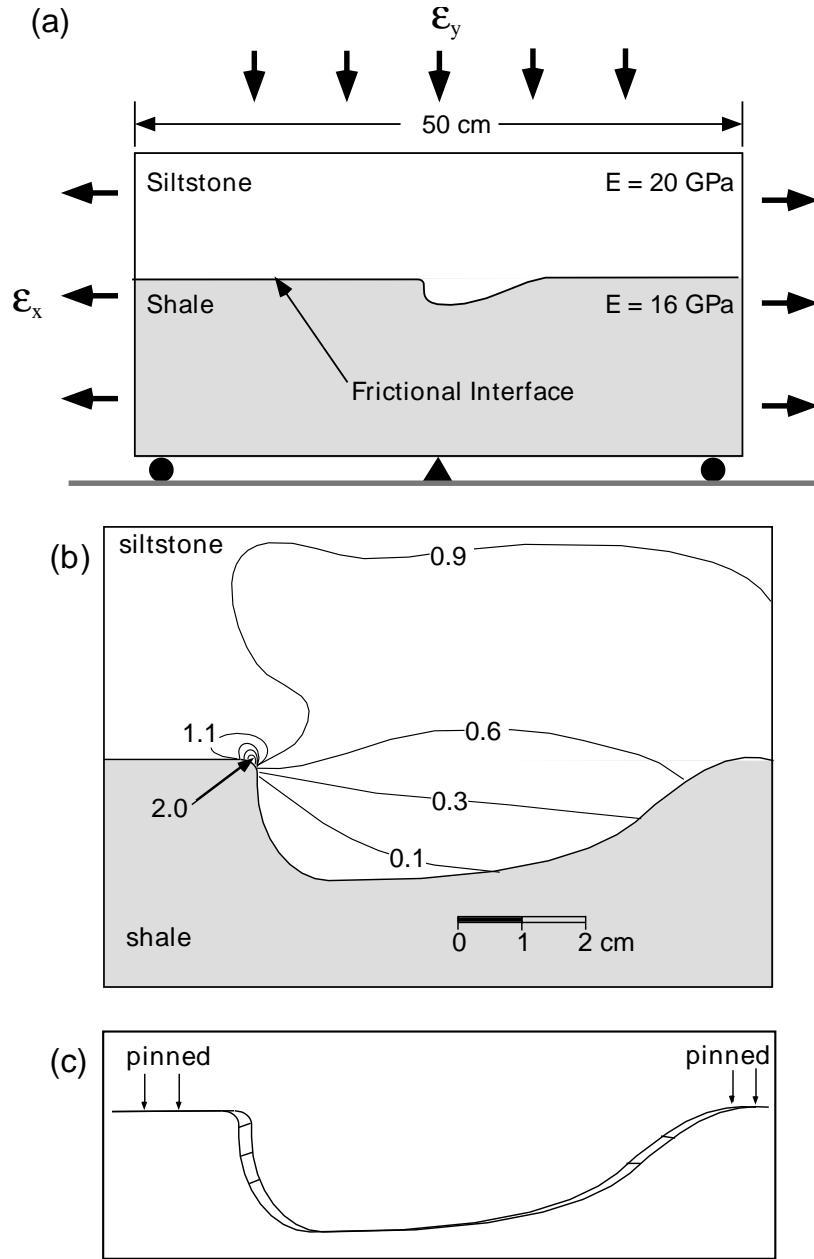 (a)
εy
50 cm
Siltstone E = 20 GPa
εx
Shale E = 16 GPa
Frictional Interface
(b)
siltstone
0.9
1.1
0.6
2.0
0.3
0.1
shale
0 1 2 cm
(c)
pinned pinned